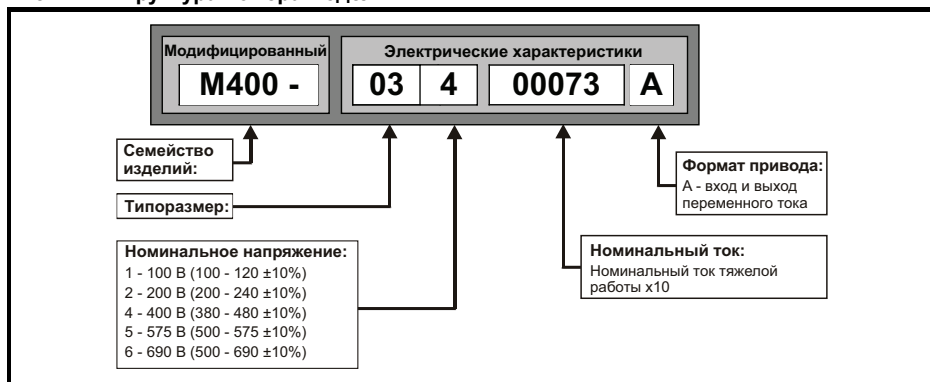 Модифицированный
М400 -
Электрические характеристики
03 4 00073 А
Семейство
изделий:
Типоразмер:
Номинальное напряжение:
1 - 100 В (100 - 120 ±10%)
2 - 200 В (200 - 240 ±10%)
4 - 400 В (380 - 480 ±10%)
5 - 575 В (500 - 575 ±10%)
6 - 690 В (500 - 690 ±10%)
Формат привода:
А - вход и выход
переменного тока
Номинальный ток:
Номинальный ток тяжелой
работы x10